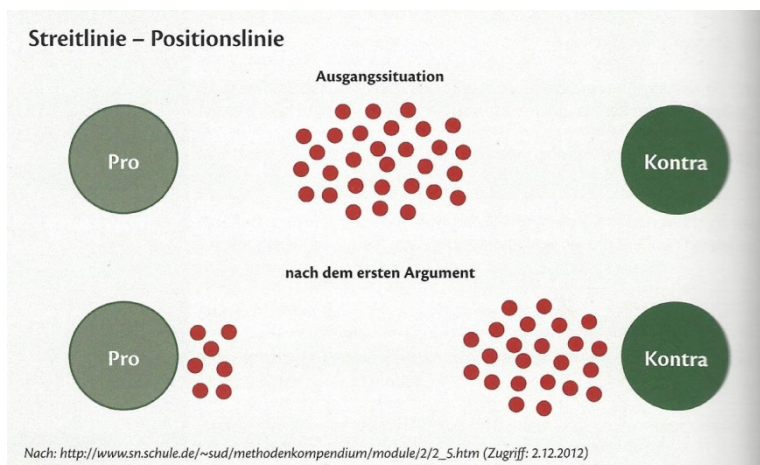 Streitlinie – Positionslinie
Ausgangssituation
Pro
Kontra
nach dem ersten Argument
Pro
Kontra
Nach: http://www.sn.schule.de/~sud/methodenkompendium/module/2/2_5.htm (Zugriff: 2.12.2012)